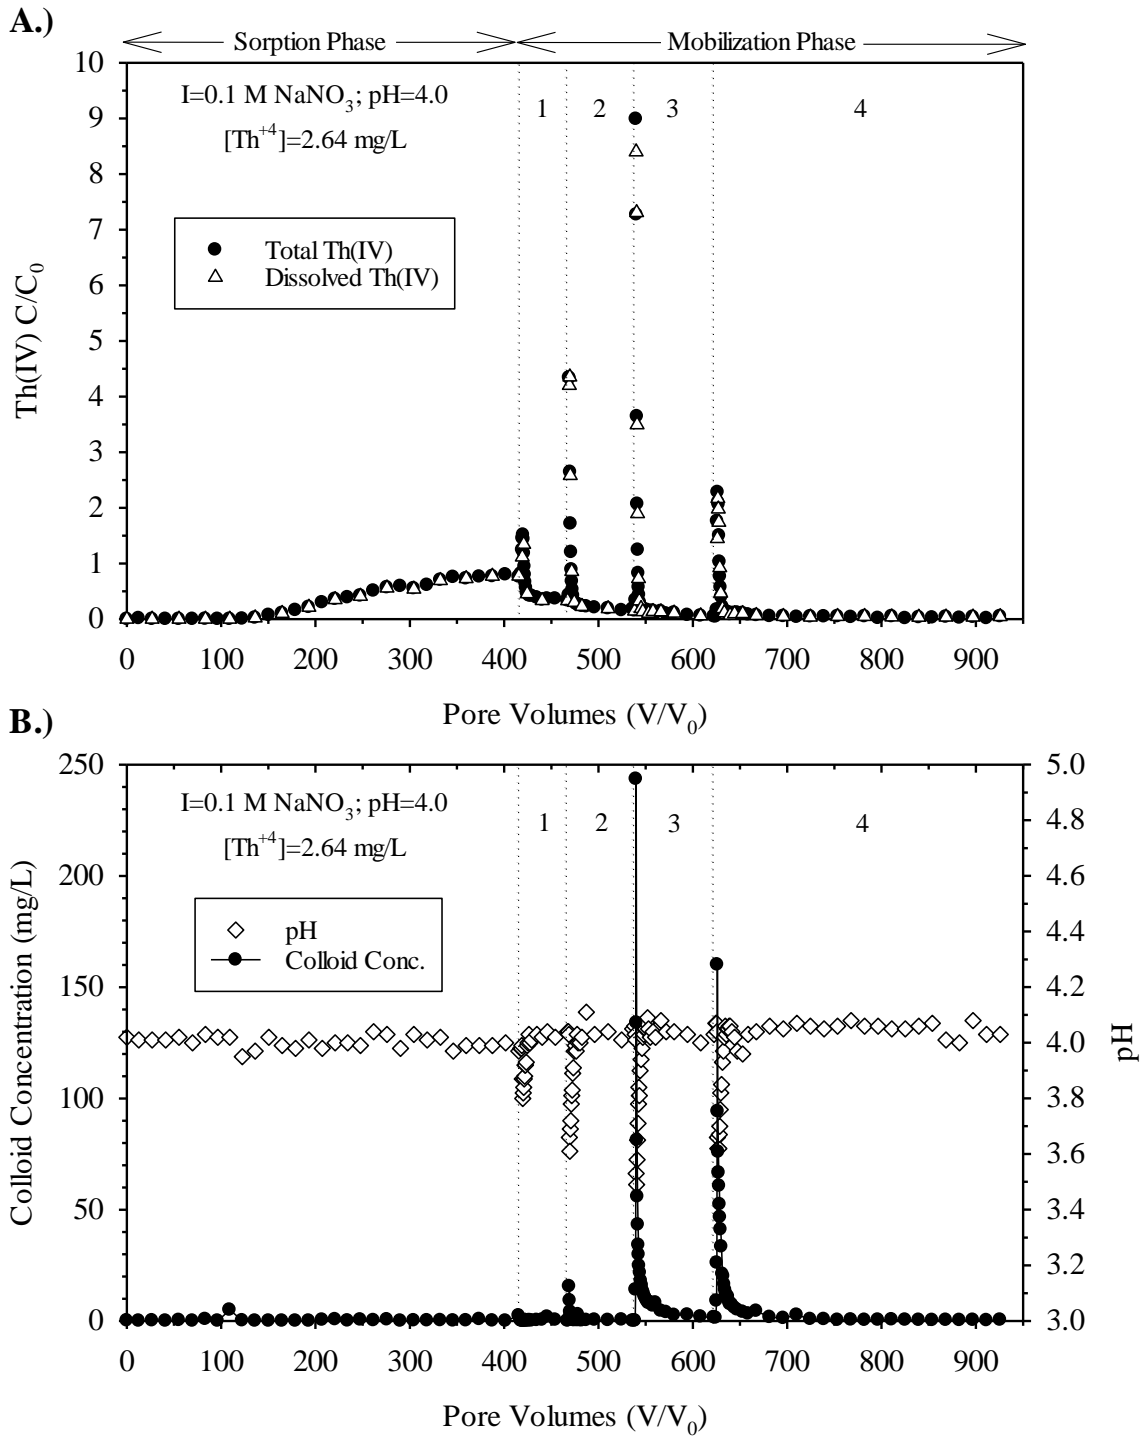 A.)
Sorption Phase Mobilization Phase
10
I=0.1 M NaNO₃; pH=4.0 1 2 3 4
9
[Th⁺⁴]=2.64 mg/L
8
7
Total Th(IV)
Dissolved Th(IV)
6
5
4
3
2
1
0
Th(IV) C/C₀
0 100 200 300 400 500 600 700 800 900
Pore Volumes (V/V₀)
B.)
250 5.0
I=0.1 M NaNO₃; pH=4.0 1 2 3 4
4.8
[Th⁺⁴]=2.64 mg/L
200 4.6
pH
4.4
Colloid Conc.
150 4.2
4.0
100 3.8
3.6
50 3.4
3.2
0 3.0
Colloid Concentration (mg/L)
pH
0 100 200 300 400 500 600 700 800 900
Pore Volumes (V/V₀)